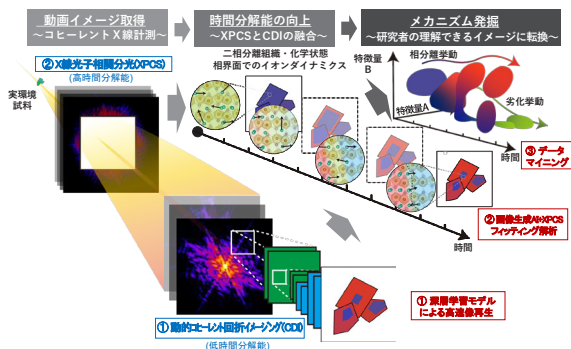 動画イメージ取得
～コヒーレントX線計測～
② X線光子相関分光(XPCS)
(高時間分解能)
実環境
試料
① 動的コヒーレント回折イメージング(CDI)
(低時間分解能)
時間分解能の向上
～XPCSとCDIの融合～
二相分離組織・化学状態
相界面でのイオンダイナミクス
時間
② 画像生成AI×XPCS
フィッティング解析
① 深層学習モデル
による高速像再生
メカニズム発掘
～研究者の理解できるイメージに転換～
特徴量
B
相分離挙動
特徴量A
劣化挙動
時間
③ データ
マイニング